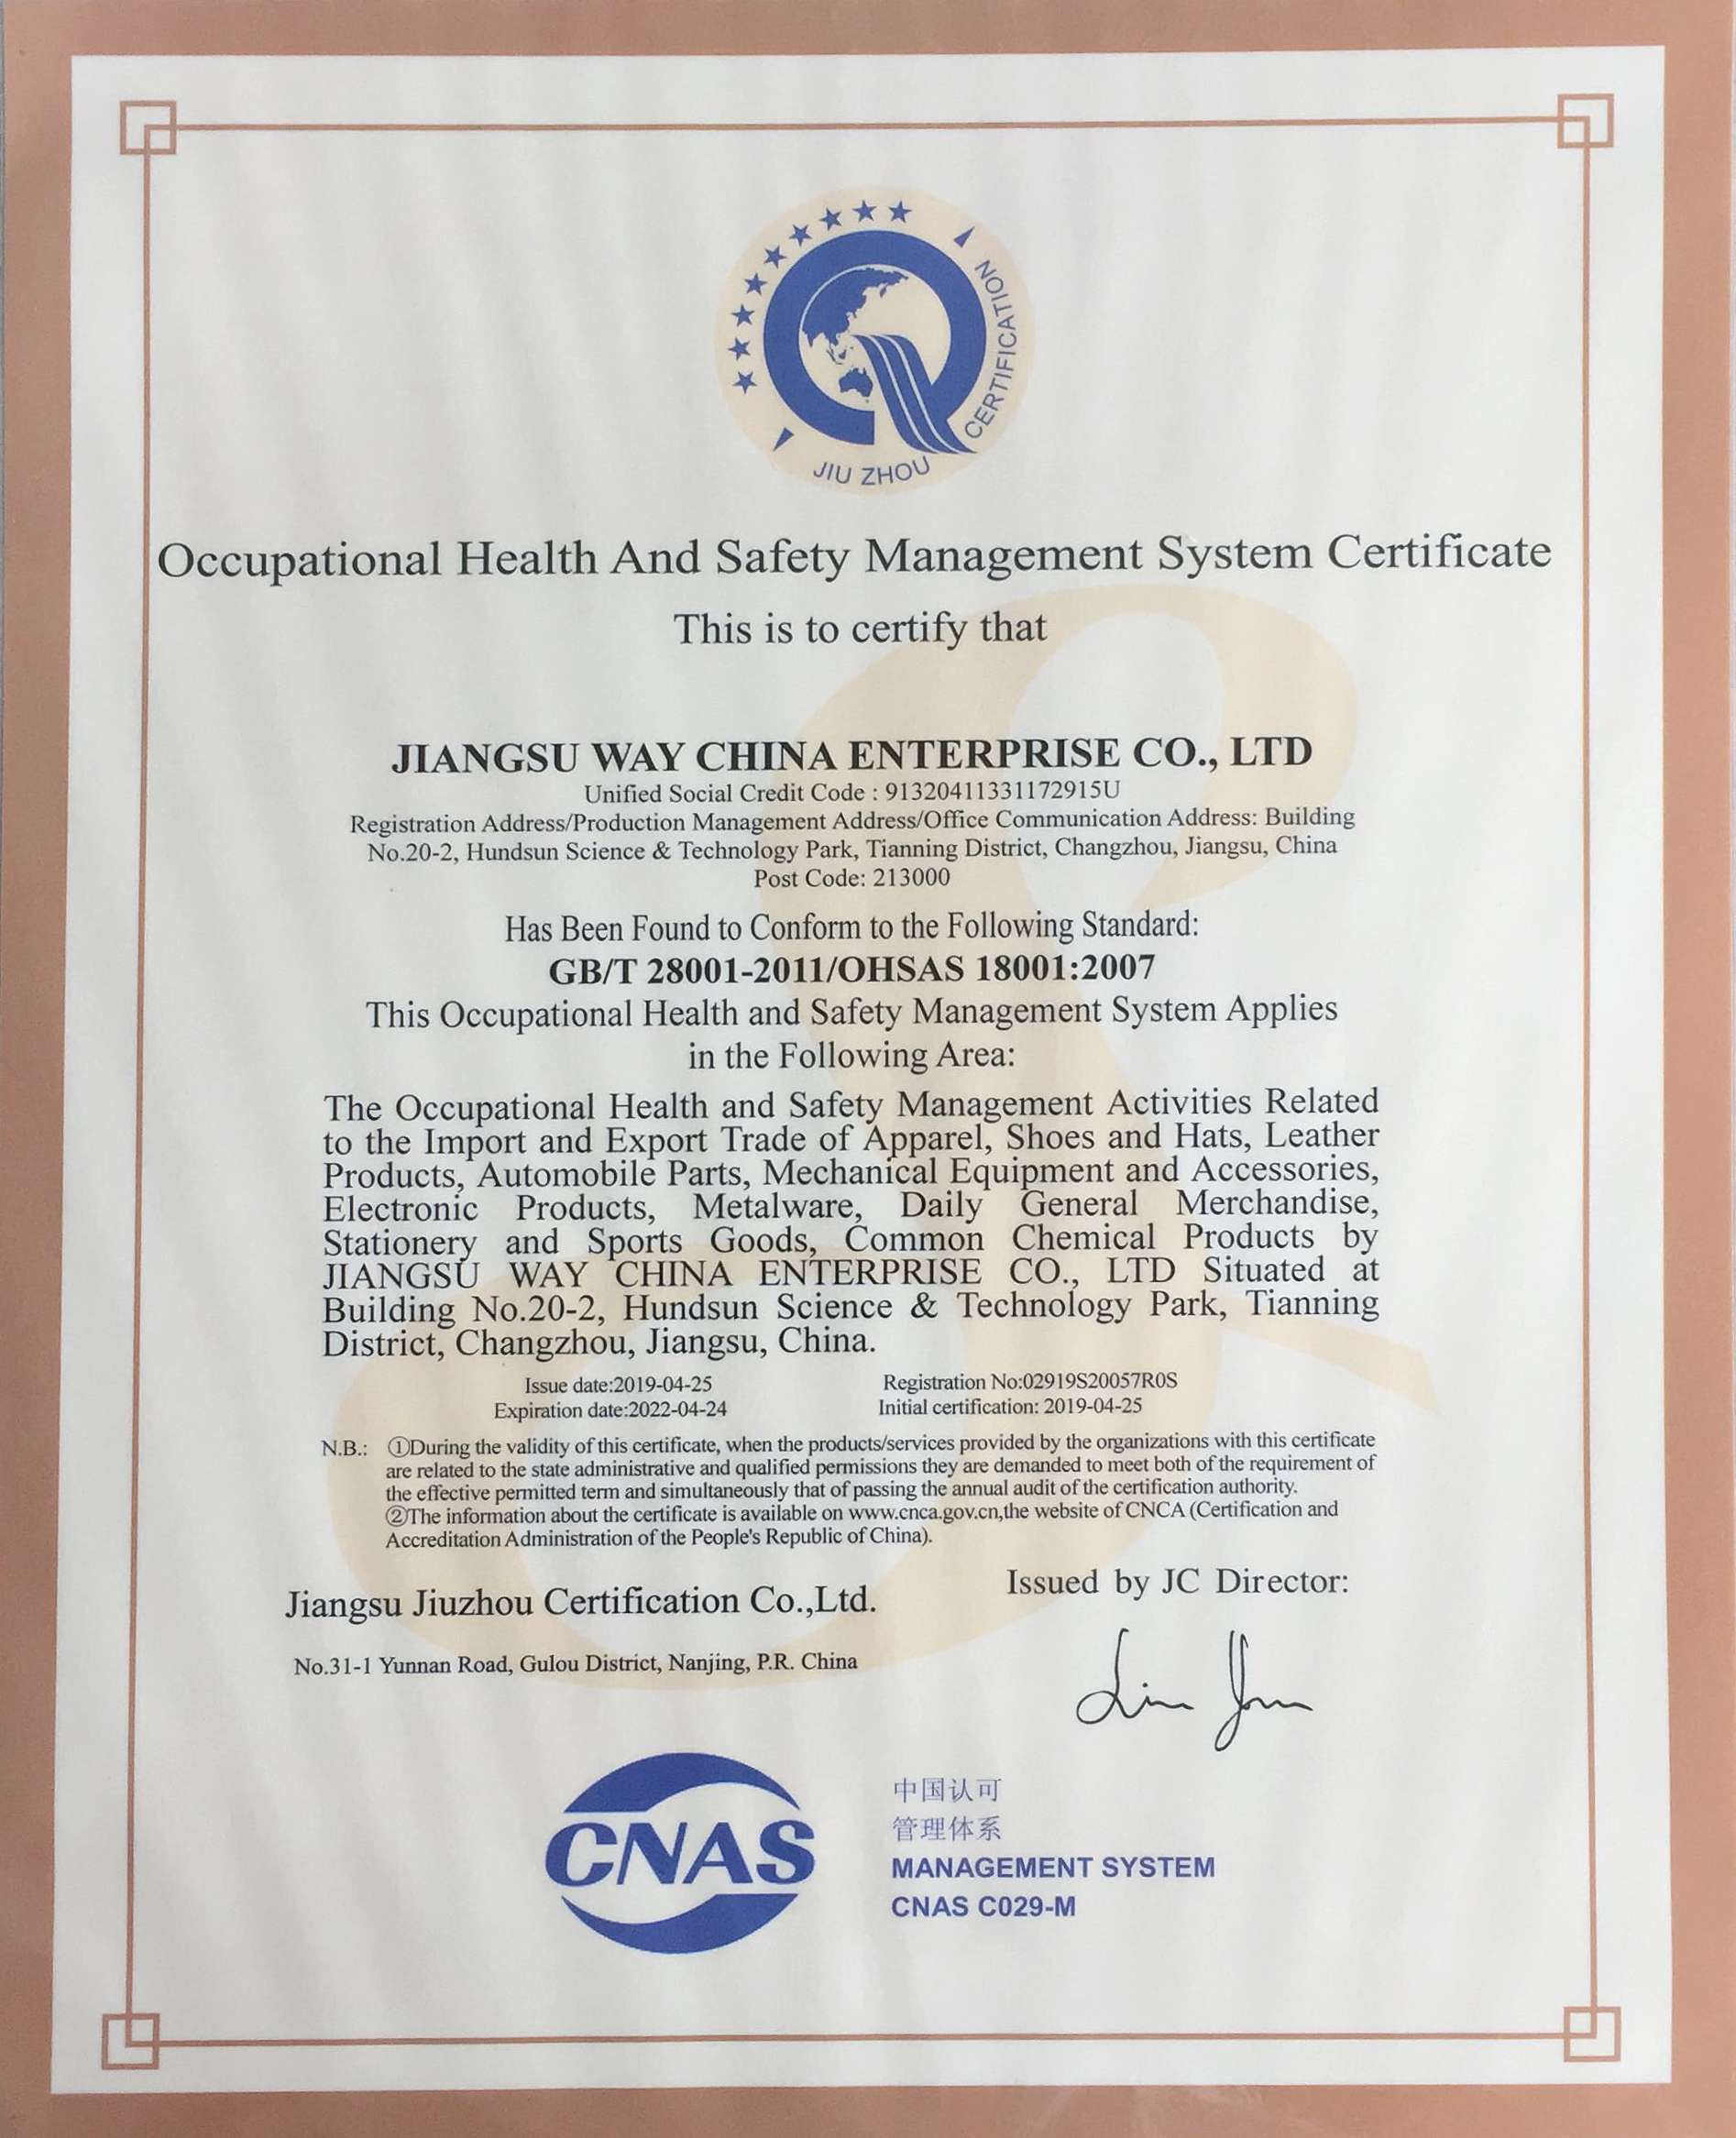 JIU ZHOU CERTIFICATION
Occupational Health And Safety Management System Certificate
This is to certify that
JIANGSU WAY CHINA ENTERPRISE CO., LTD
Unified Social Credit Code : 91320411331172915U
Registration Address/Production Management Address/Office Communication Address: Building
No.20-2, Hundsun Science & Technology Park, Tianning District, Changzhou, Jiangsu, China
Post Code: 213000
Has Been Found to Conform to the Following Standard:
GB/T 28001-2011/OHSAS 18001:2007
This Occupational Health and Safety Management System Applies
in the Following Area:
The Occupational Health and Safety Management Activities Related
to the Import and Export Trade of Apparel, Shoes and Hats, Leather
Products, Automobile Parts, Mechanical Equipment and Accessories,
Electronic Products, Metalware, Daily General Merchandise,
Stationery and Sports Goods, Common Chemical Products by
JIANGSU WAY CHINA ENTERPRISE CO., LTD Situated at
Building No.20-2, Hundsun Science & Technology Park, Tianning
District, Changzhou, Jiangsu, China.
Issue date:2019-04-25 Registration No:02919S20057R0S
Expiration date:2022-04-24 Initial certification: 2019-04-25
N.B.: ①During the validity of this certificate, when the products/services provided by the organizations with this certificate
are related to the state administrative and qualified permissions they are demanded to meet both of the requirement of
the effective permitted term and simultaneously that of passing the annual audit of the certification authority.
②The information about the certificate is available on www.cnca.gov.cn,the website of CNCA (Certification and
Accreditation Administration of the People's Republic of China).
Issued by JC Director:
Jiangsu Jiuzhou Certification Co.,Ltd.
No.31-1 Yunnan Road, Gulou District, Nanjing, P.R. China
CNAS
中国认可
管理体系
MANAGEMENT SYSTEM
CNAS C029-M